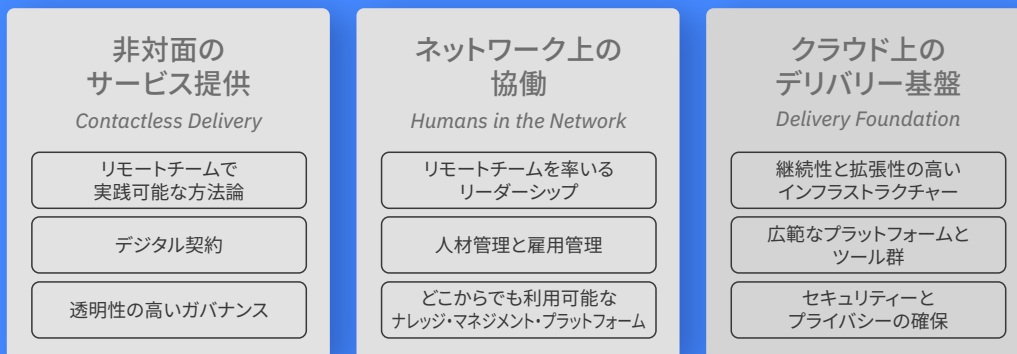 非対面の
サービス提供
Contactless Delivery
リモートチームで
実践可能な方法論
デジタル契約
透明性の高いガバナンス
ネットワーク上の
協働
Humans in the Network
リモートチームを率いる
リーダーシップ
人材管理と雇用管理
どこからでも利用可能な
ナレッジ・マネジメント・プラットフォーム
クラウド上の
デリバリー基盤
Delivery Foundation
継続性と拡張性の高い
インフラストラクチャー
広範なプラットフォームと
ツール群
セキュリティーと
プライバシーの確保